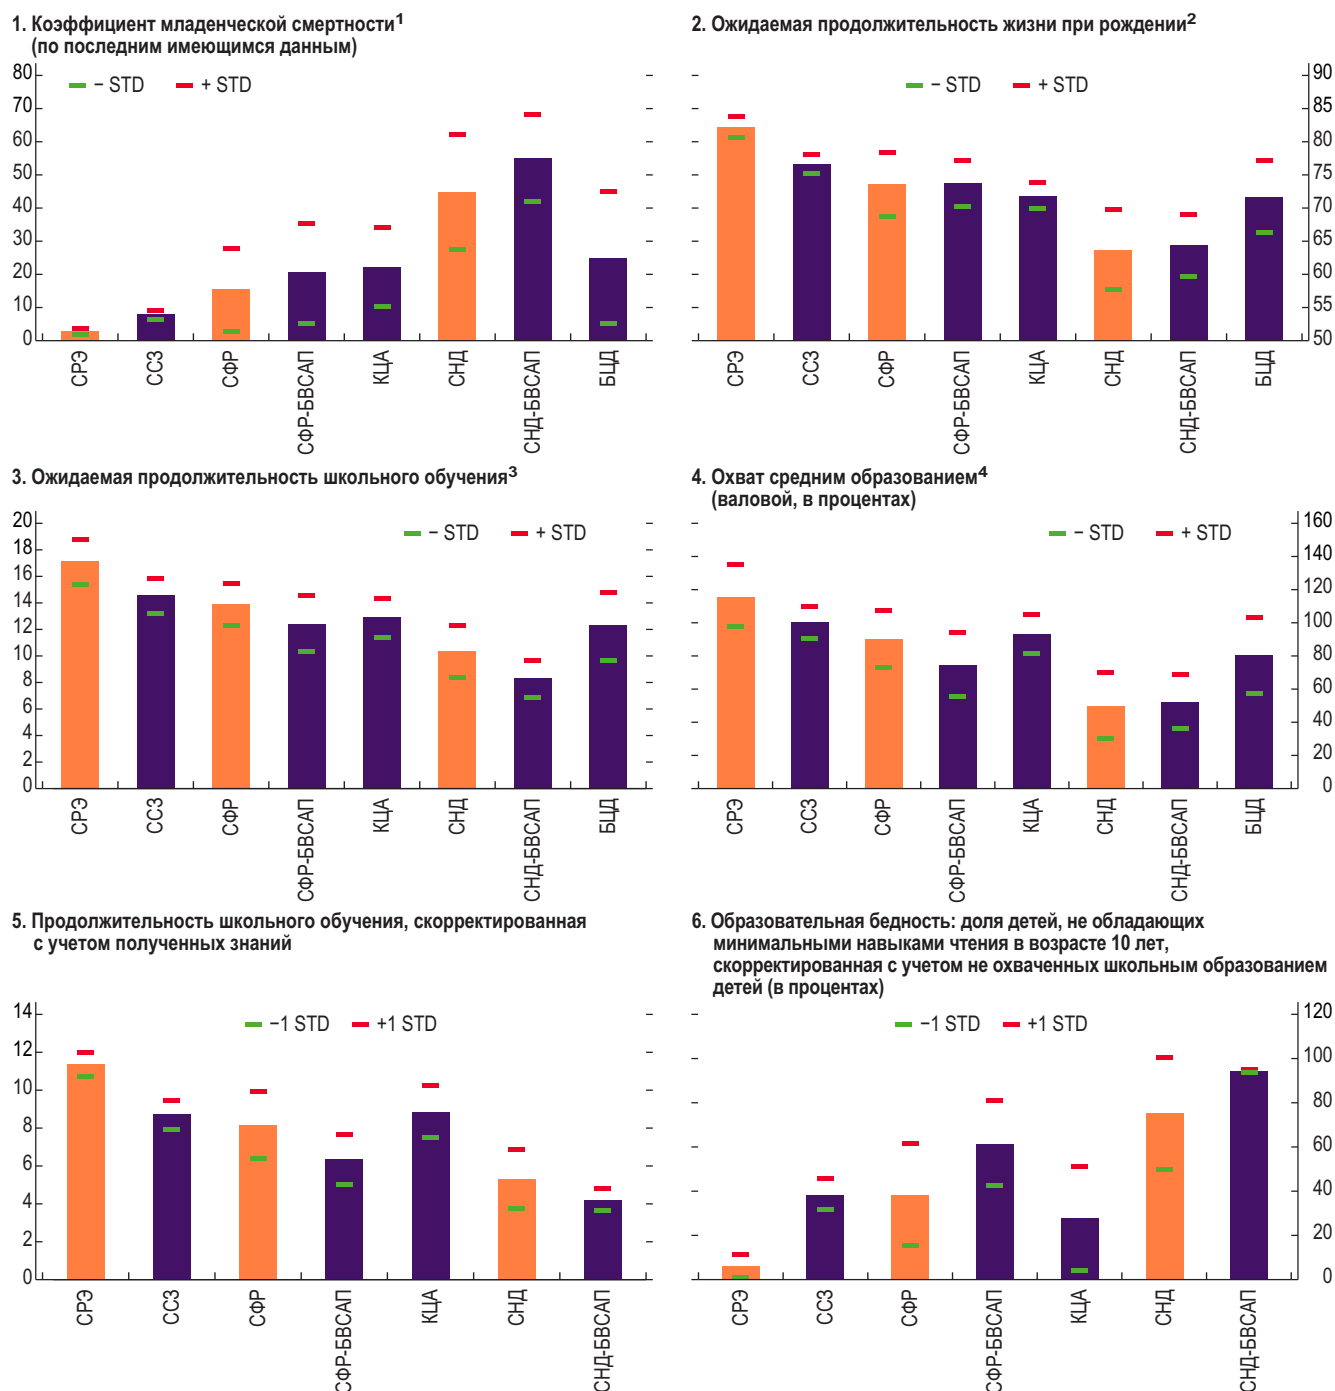 1. Коэффициент младенческой смертности¹
(по последним имеющимся данным)
80
70
60
50
40
30
20
10
0
– STD
+ STD
СРЭ
ССЗ
СФР
СФР-БВСАП
КЦА
СНД
СНД-БВСАП
БЦД
2. Ожидаемая продолжительность жизни при рождении²
– STD
+ STD
90
85
80
75
70
65
60
55
50
СРЭ
ССЗ
СФР
СФР-БВСАП
КЦА
СНД
СНД-БВСАП
БЦД
3. Ожидаемая продолжительность школьного обучения³
20
18
16
14
12
10
8
6
4
2
0
– STD
+ STD
СРЭ
ССЗ
СФР
СФР-БВСАП
КЦА
СНД
СНД-БВСАП
БЦД
4. Охват средним образованием⁴
(валовой, в процентах)
– STD
+ STD
160
140
120
100
80
60
40
20
0
СРЭ
ССЗ
СФР
СФР-БВСАП
КЦА
СНД
СНД-БВСАП
БЦД
5. Продолжительность школьного обучения, скорректированная
с учетом полученных знаний
14
12
10
8
6
4
2
0
–1 STD
+1 STD
СРЭ
ССЗ
СФР
СФР-БВСАП
КЦА
СНД
СНД-БВСАП
6. Образовательная бедность: доля детей, не обладающих
минимальными навыками чтения в возрасте 10 лет,
скорректированная с учетом не охваченных школьным образованием
детей (в процентах)
–1 STD
+1 STD
120
100
80
60
40
20
0
СРЭ
ССЗ
СФР
СФР-БВСАП
КЦА
СНД
СНД-БВСАП